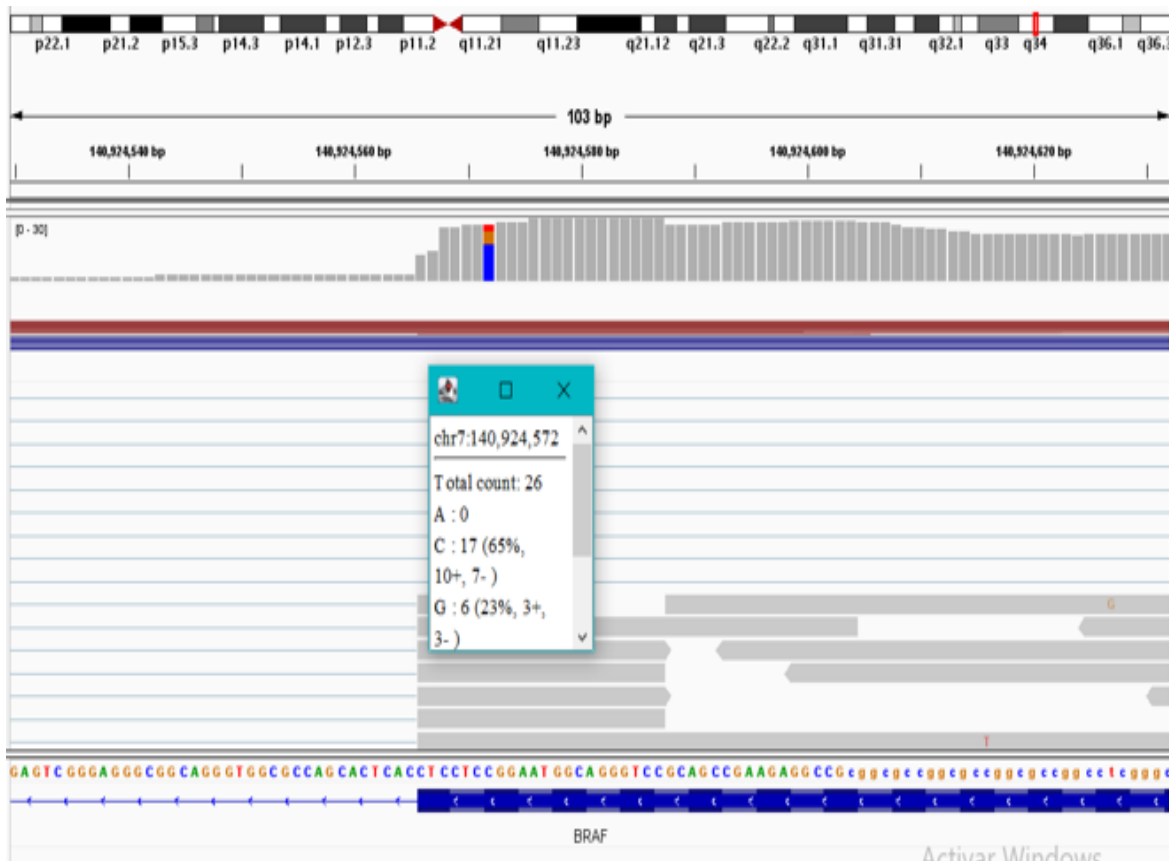 p22.1 p21.2 p15.3 p14.3 p14.1 p12.3 p11.2 q11.21 q11.23 q21.12 q21.3 q22.2 q31.1 q31.31 q32.1 q33 q34 q36.1 q36.3
103 bp
140,924,540 bp 140,924,560 bp 140,924,580 bp 140,924,600 bp 140,924,620 bp
[0 - 30]
chr7:140,924,572
Total count: 26
A : 0
C : 17 (65%,
10+, 7- )
G : 6 (23%, 3+,
3- )
G
T
GAGTCGGGAGGGCGGCAGGGTGGCGCCAGCACTCACCTCCTCCGGAATGGCAGGGTCCGCAGCCGAAGAGGCCGcggcgccggcgccggcgccggcctcgggc
BRAF
Activar Windows